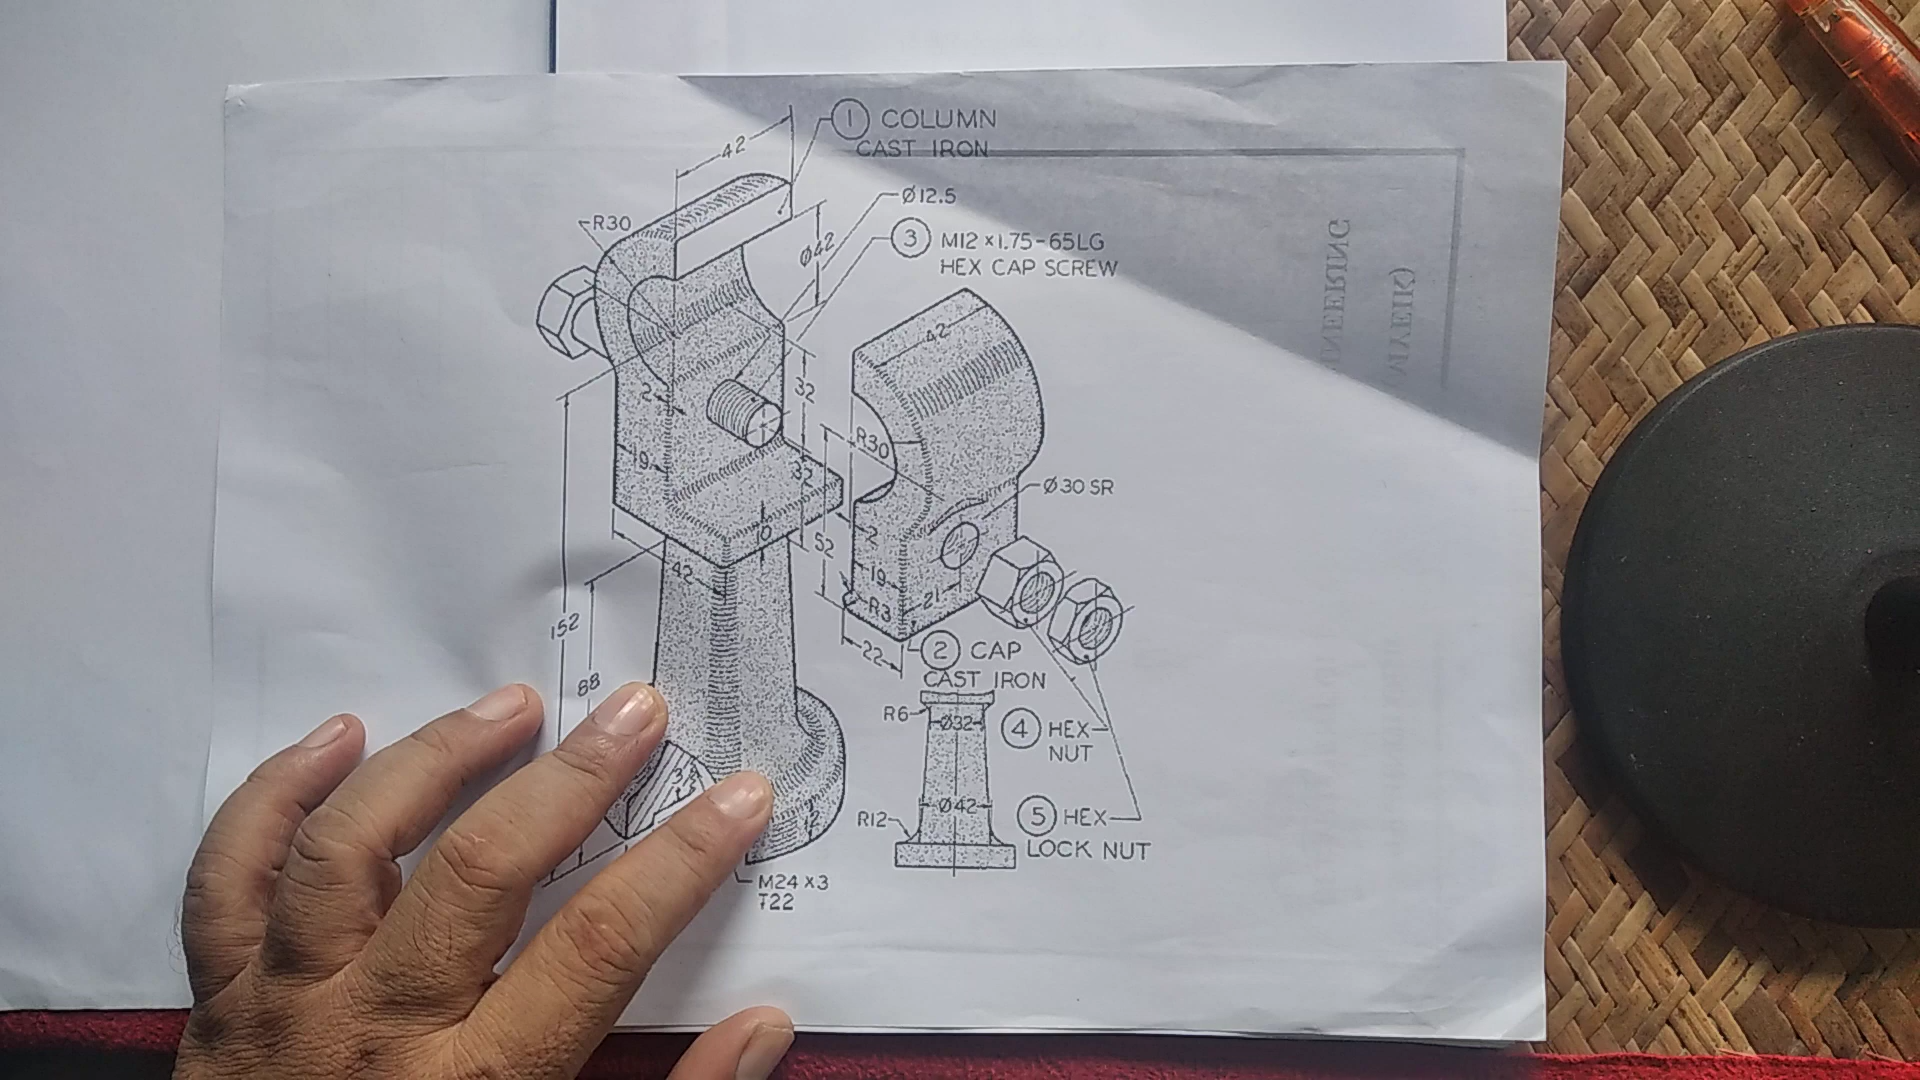 1 COLUMN
CAST IRON
42
Ø12.5
R30
3 M12×1.75-65LG
HEX CAP SCREW
Ø42
42
2
32
R30
19
32
Ø30 SR
10
52
2
42
19
21
R3
152
22
2 CAP
CAST IRON
88
R6
Ø32
4 HEX
NUT
3
Ø42
R12
12
5 HEX
LOCK NUT
M24×3
↧22